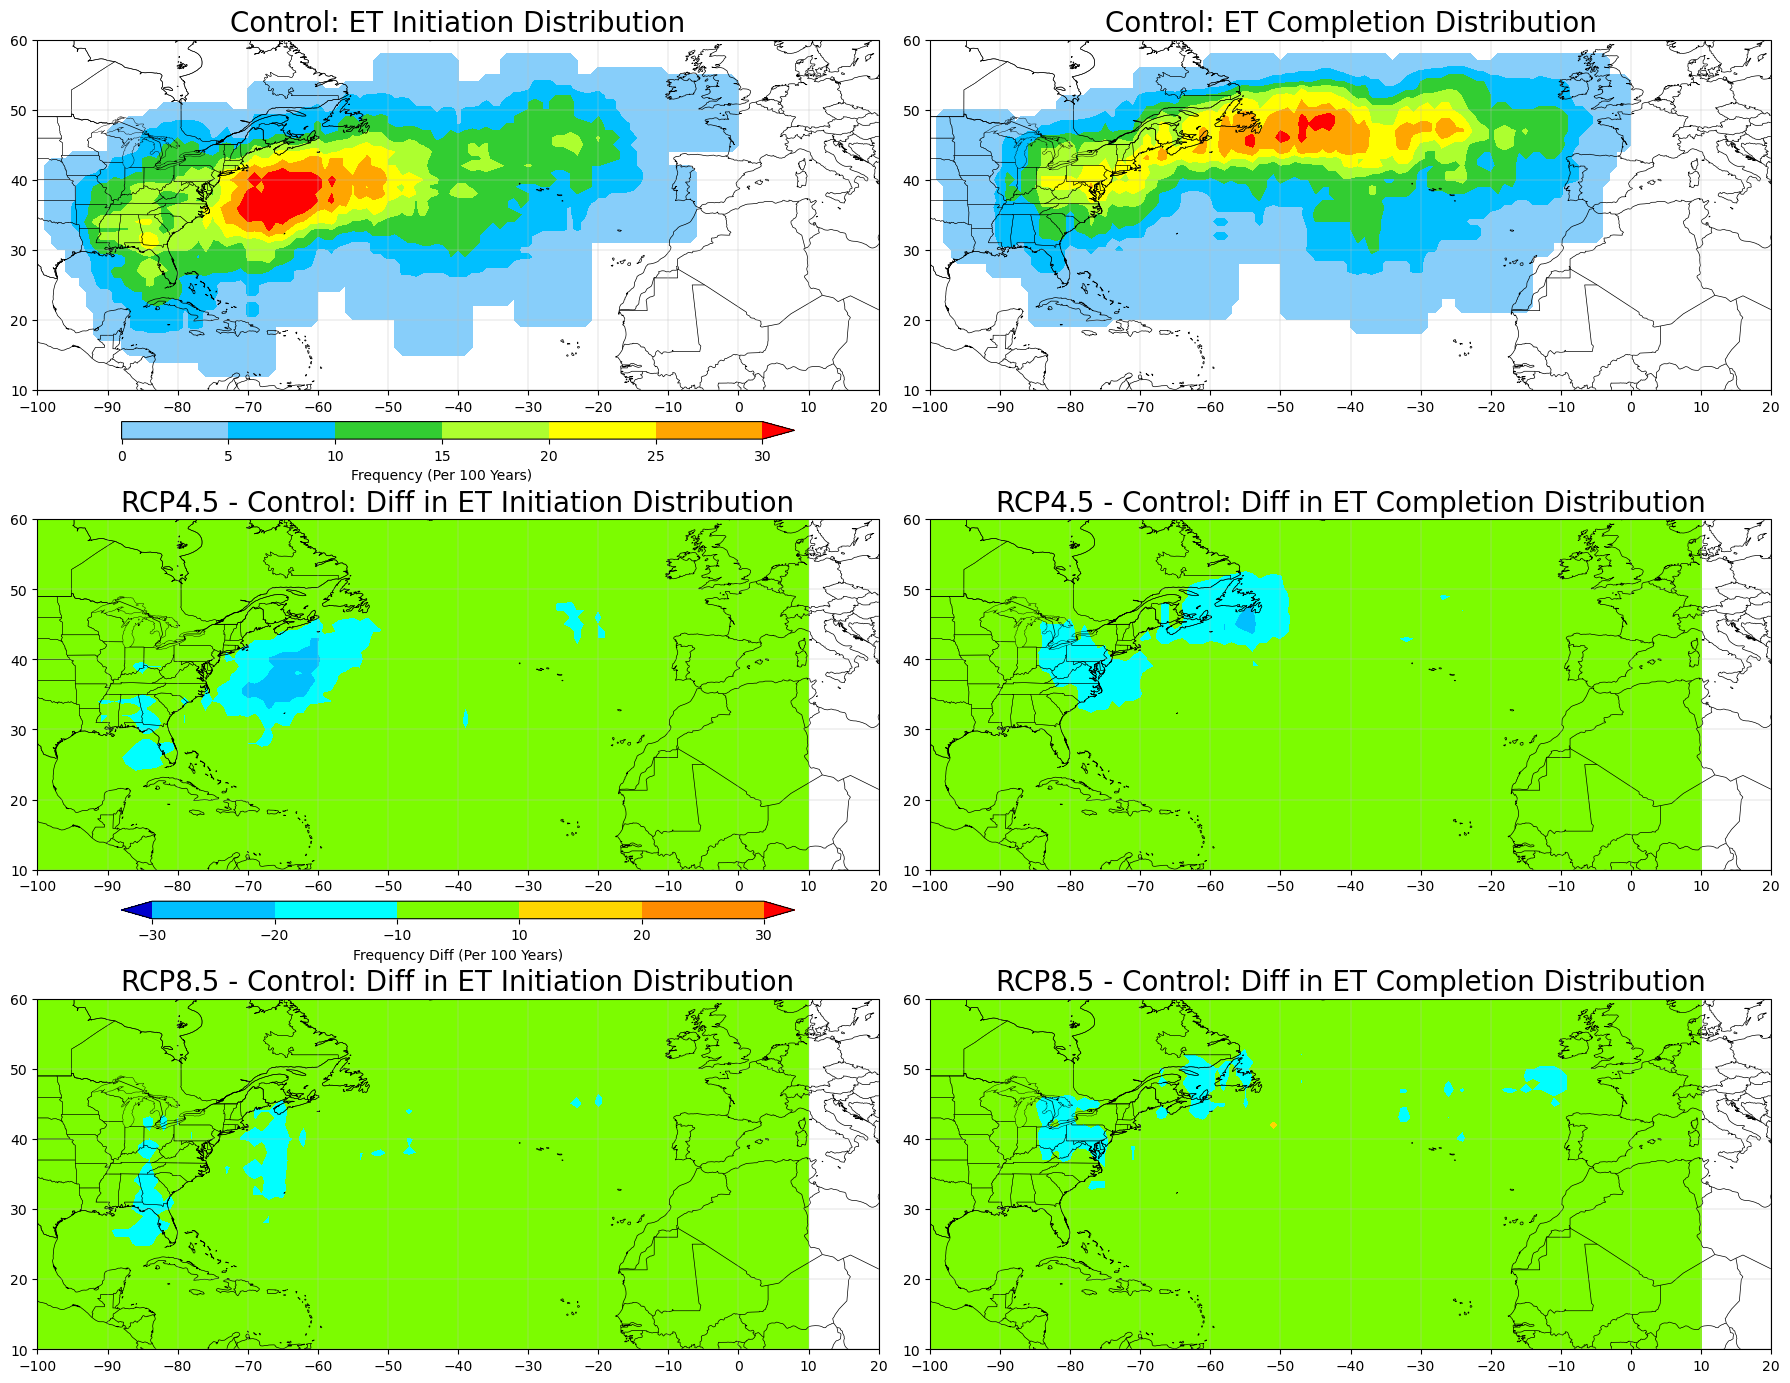 Control: ET Initiation Distribution
Control: ET Completion Distribution
60
50
40
30
20
10
−100 −90 −80 −70 −60 −50 −40 −30 −20 −10 0 10 20
60
50
40
30
20
10
−100 −90 −80 −70 −60 −50 −40 −30 −20 −10 0 10 20
0 5 10 15 20 25 30
Frequency (Per 100 Years)
RCP4.5 - Control: Diff in ET Initiation Distribution
RCP4.5 - Control: Diff in ET Completion Distribution
60
50
40
30
20
10
−100 −90 −80 −70 −60 −50 −40 −30 −20 −10 0 10 20
60
50
40
30
20
10
−100 −90 −80 −70 −60 −50 −40 −30 −20 −10 0 10 20
−30 −20 −10 10 20 30
Frequency Diff (Per 100 Years)
RCP8.5 - Control: Diff in ET Initiation Distribution
RCP8.5 - Control: Diff in ET Completion Distribution
60
50
40
30
20
10
−100 −90 −80 −70 −60 −50 −40 −30 −20 −10 0 10 20
60
50
40
30
20
10
−100 −90 −80 −70 −60 −50 −40 −30 −20 −10 0 10 20